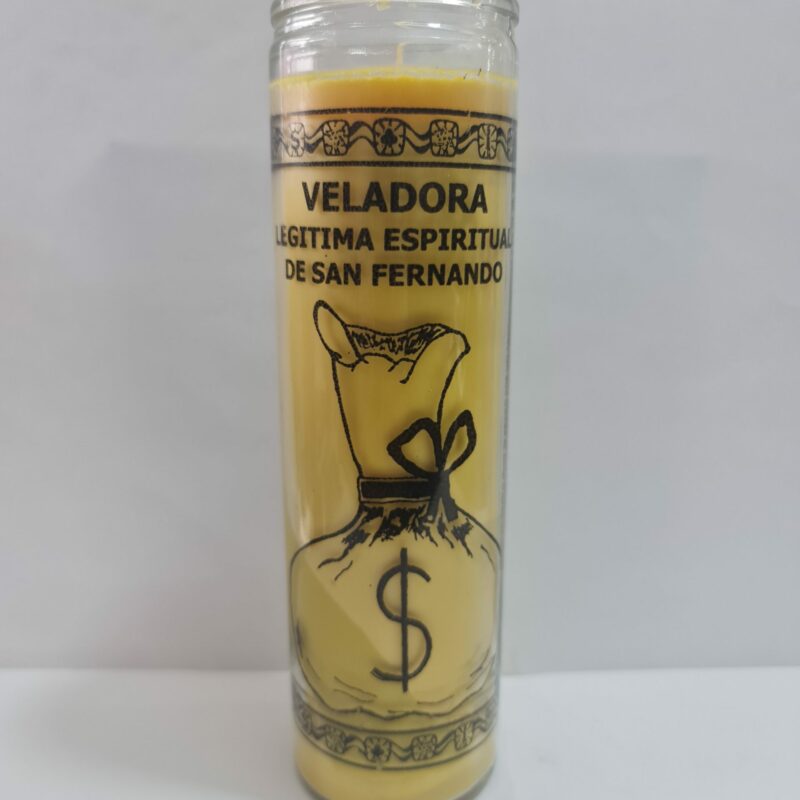 VELADORA
LEGITIMA ESPIRITUAL
DE SAN FERNANDO
$